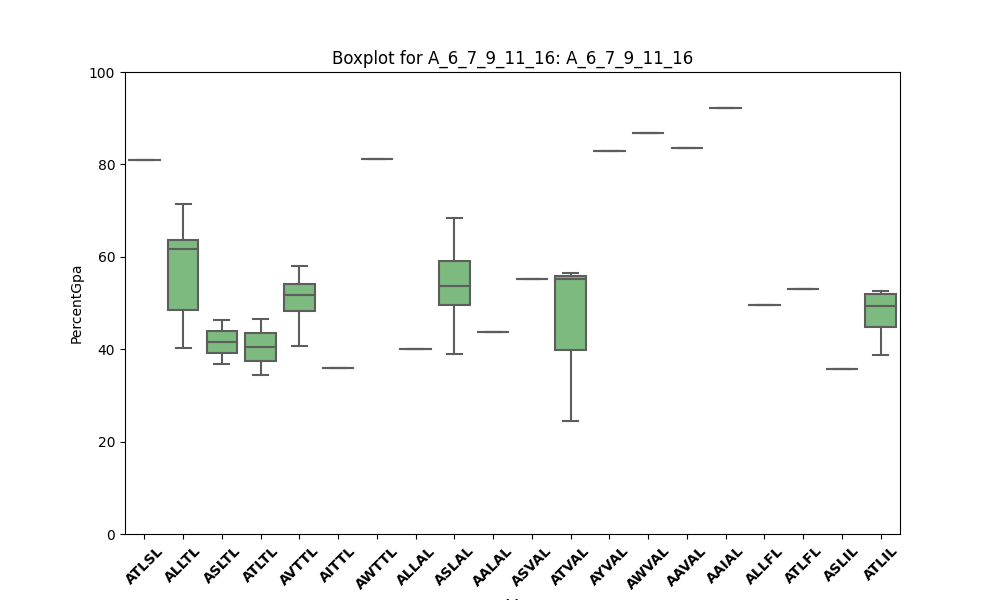 Boxplot for A_6_7_9_11_16: A_6_7_9_11_16
PercentGpa
100
80
60
40
20
0
ATLSL
ALLTL
ASLTL
ATLTL
AVTTL
AITTL
AWTTL
ALLAL
ASLAL
AALAL
ASVAL
ATVAL
AYVAL
AWVAL
AAVAL
AAIAL
ALLFL
ATLFL
ASLIL
ATLIL